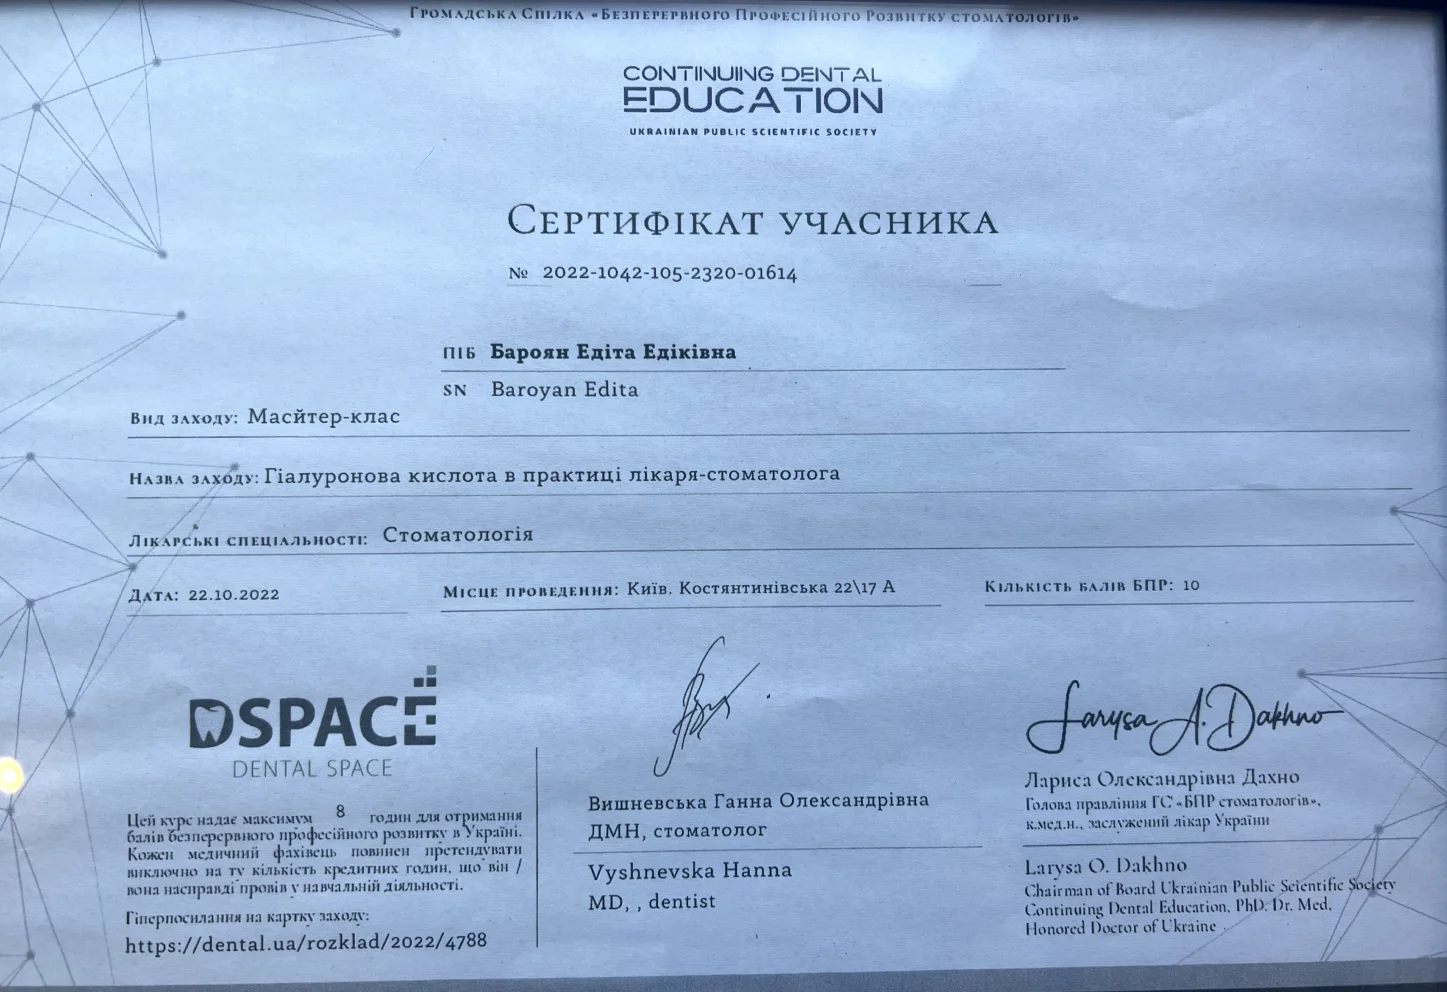 Громадська Спілка «Безперервного Професійного Розвитку стоматологів»
CONTINUIING DENTAL
EDUCATION
UKRAINIAN PUBLIC SCIENTIFIC SOCIETY
Сертифікат учасника
№ 2022-1042-105-2320-01614
ПІБ Бароян Едіта Едіківна
SN Baroyan Edita
Вид заходу: Масйтер-клас
Назва заходу: Гіалуронова кислота в практиці лікаря-стоматолога
Лікарські спеціальності: Стоматологія
Дата: 22.10.2022
Місце проведення: Київ. Костянтинівська 22\17 А
Кількість балів БПР: 10
DSPACE
DENTAL SPACE
Цей курс надає максимум 8 годин для отримання
балів безперервного професійного розвитку в Україні.
Кожен медичний фахівець повинен претендувати
виключно на ту кількість кредитних годин, що він /
вона насправді провів у навчальній діяльності.
Гіперпосилання на картку заходу:
https://dental.ua/rozklad/2022/4788
Вишневська Ганна Олександрівна
ДМН, стоматолог
Vyshnevska Hanna
MD, , dentist
Larysa A. Dakhno
Лариса Олександрівна Дахно
Голова правління ГС «БПР стоматологів»,
к.мед.н., заслужений лікар України
Larysa O. Dakhno
Chairman of Board Ukrainian Public Scientific Society
Continuing Dental Education, PhD. Dr. Med,
Honored Doctor of Ukraine